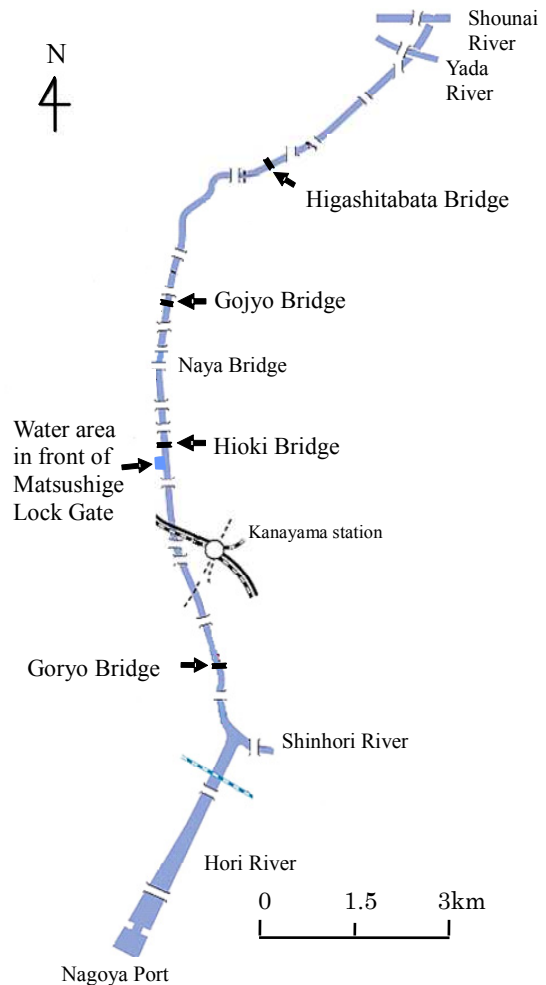 Shounai
River
Yada
River
N
Higashitabata Bridge
Gojyo Bridge
Naya Bridge
Water area
in front of
Matsushige
Lock Gate
Hioki Bridge
Kanayama station
Goryo Bridge
Shinhori River
Hori River
0 1.5 3km
Nagoya Port